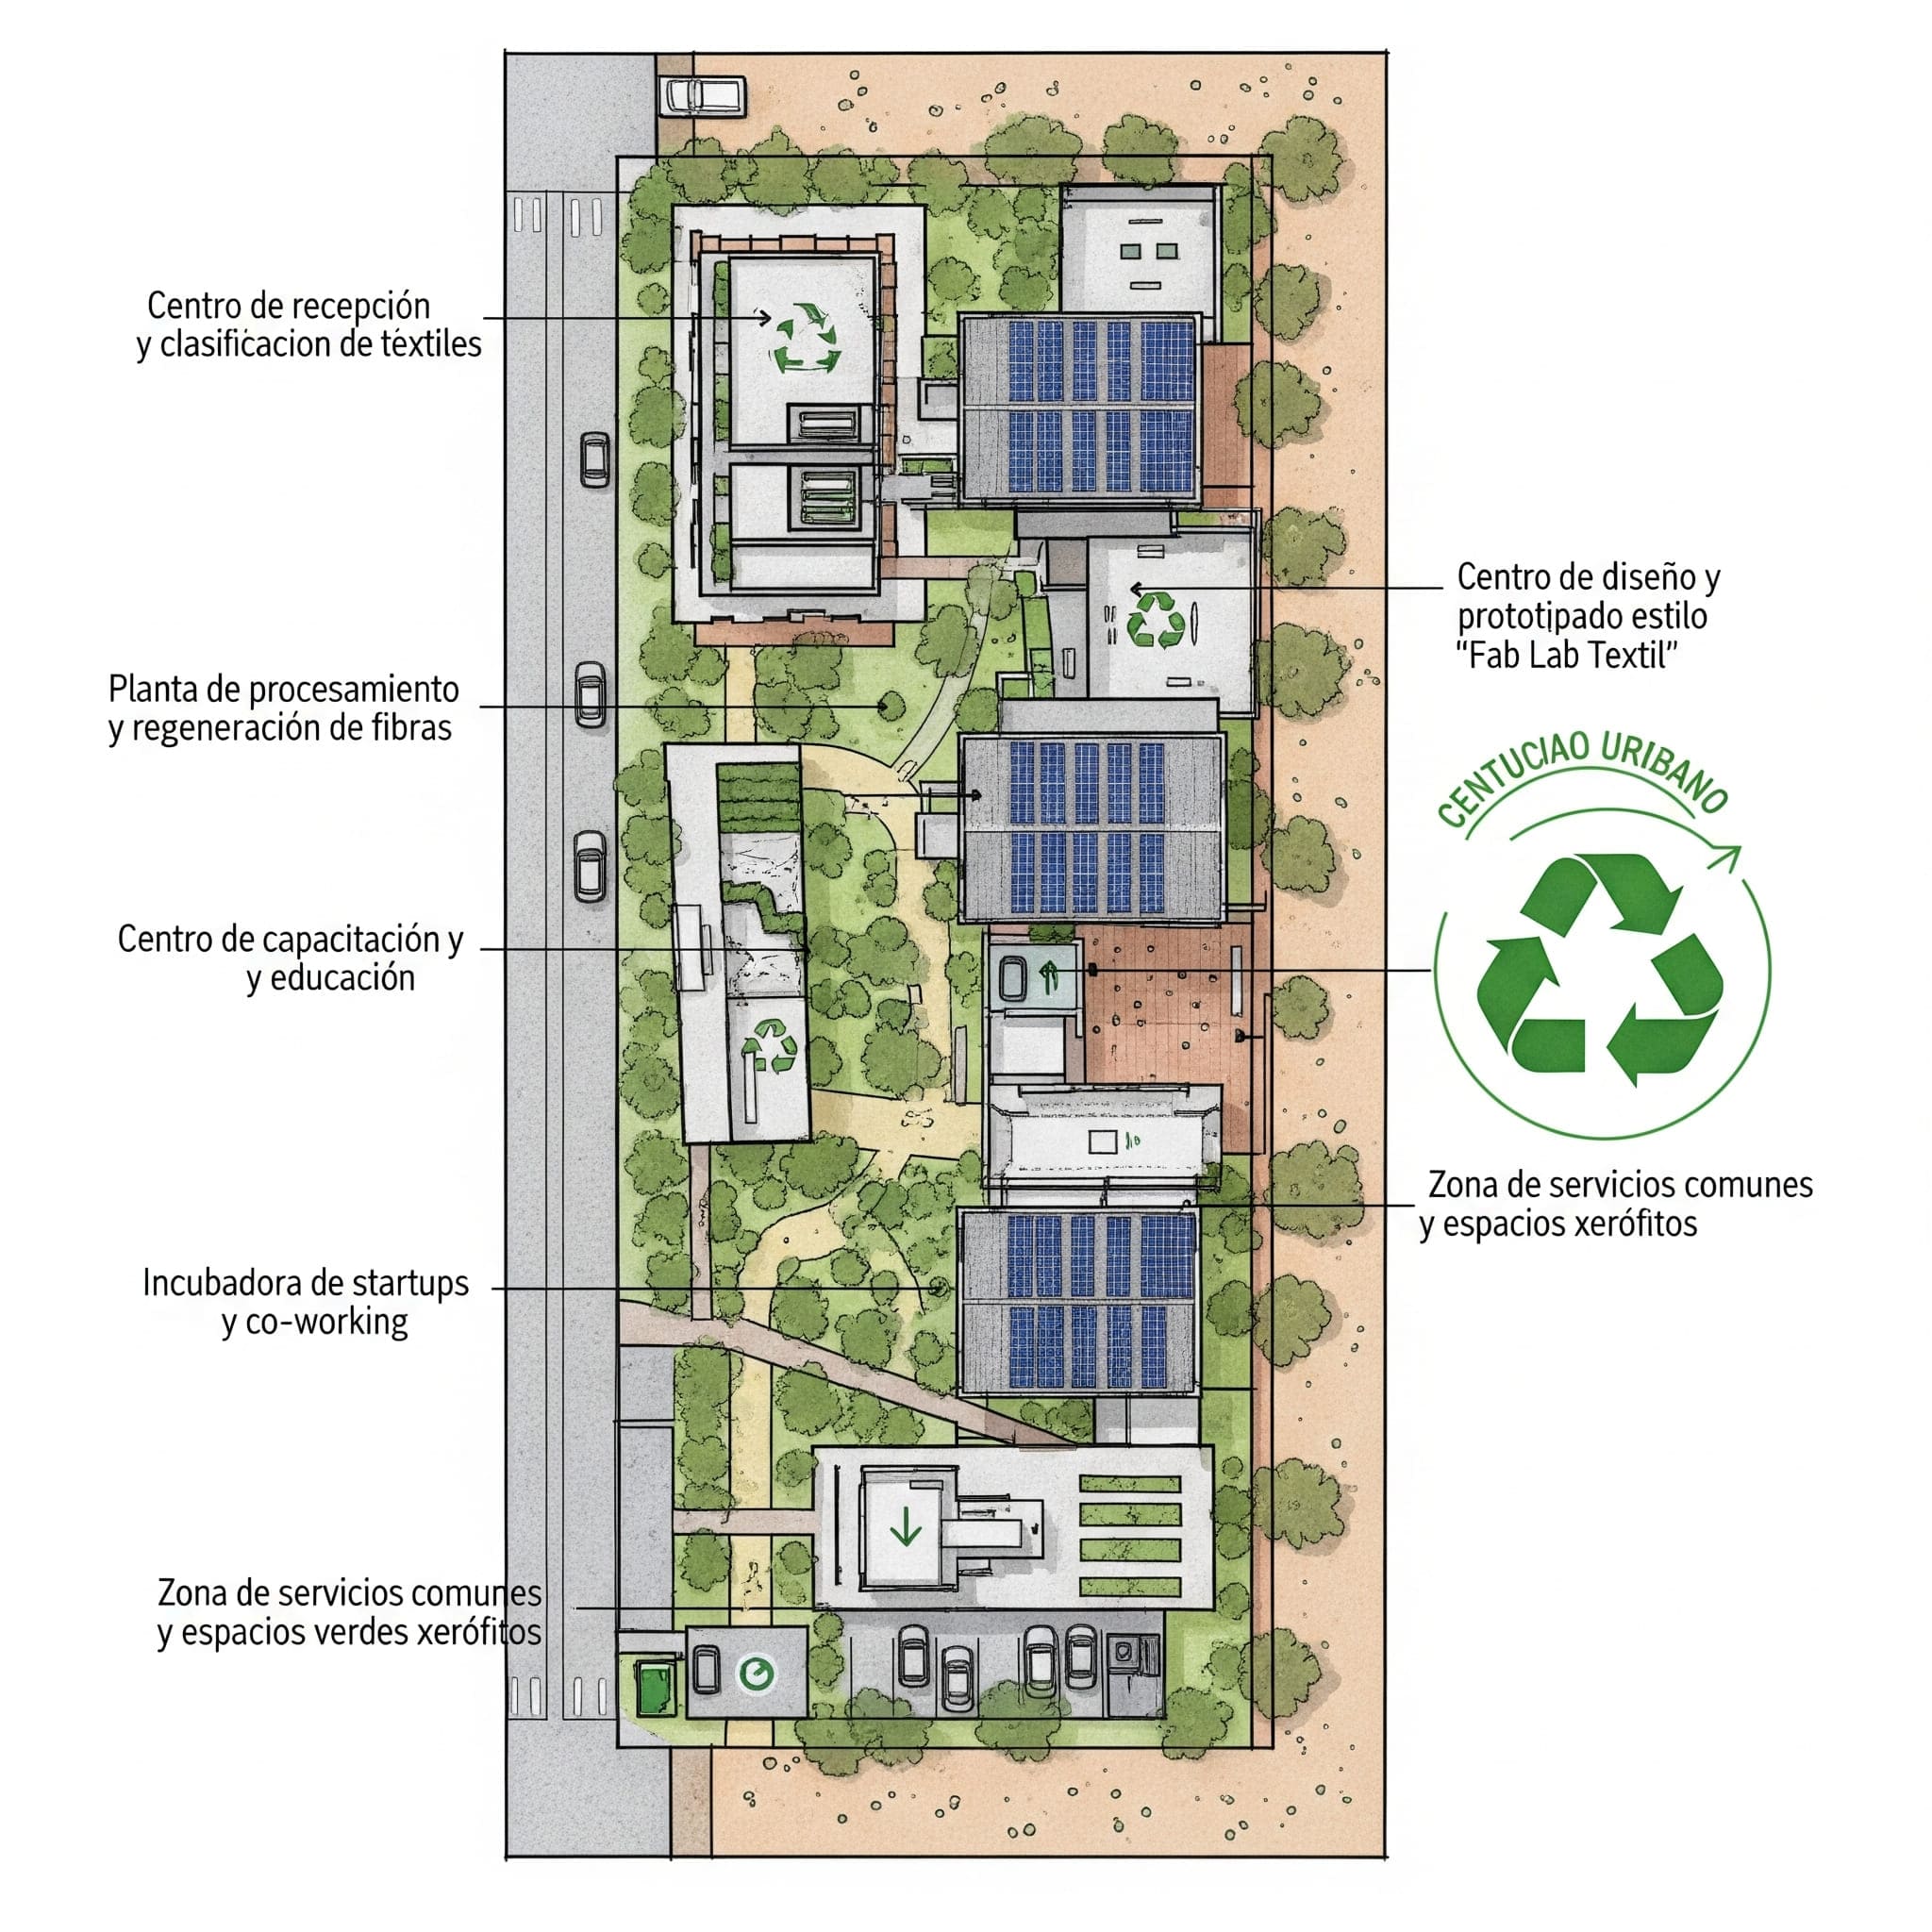 Centro de recepción
y clasificacion de téxtiles
Planta de procesamiento
y regeneración de fibras
Centro de capacitación y
y educación
Incubadora de startups
y co-working
Zona de servicios comunes
y espacios verdes xerófitos
Centro de diseño y
prototipado estilo
“Fab Lab Textil”
CENTUCIAO URIBANO
Zona de servicios comunes
y espacios xerófitos